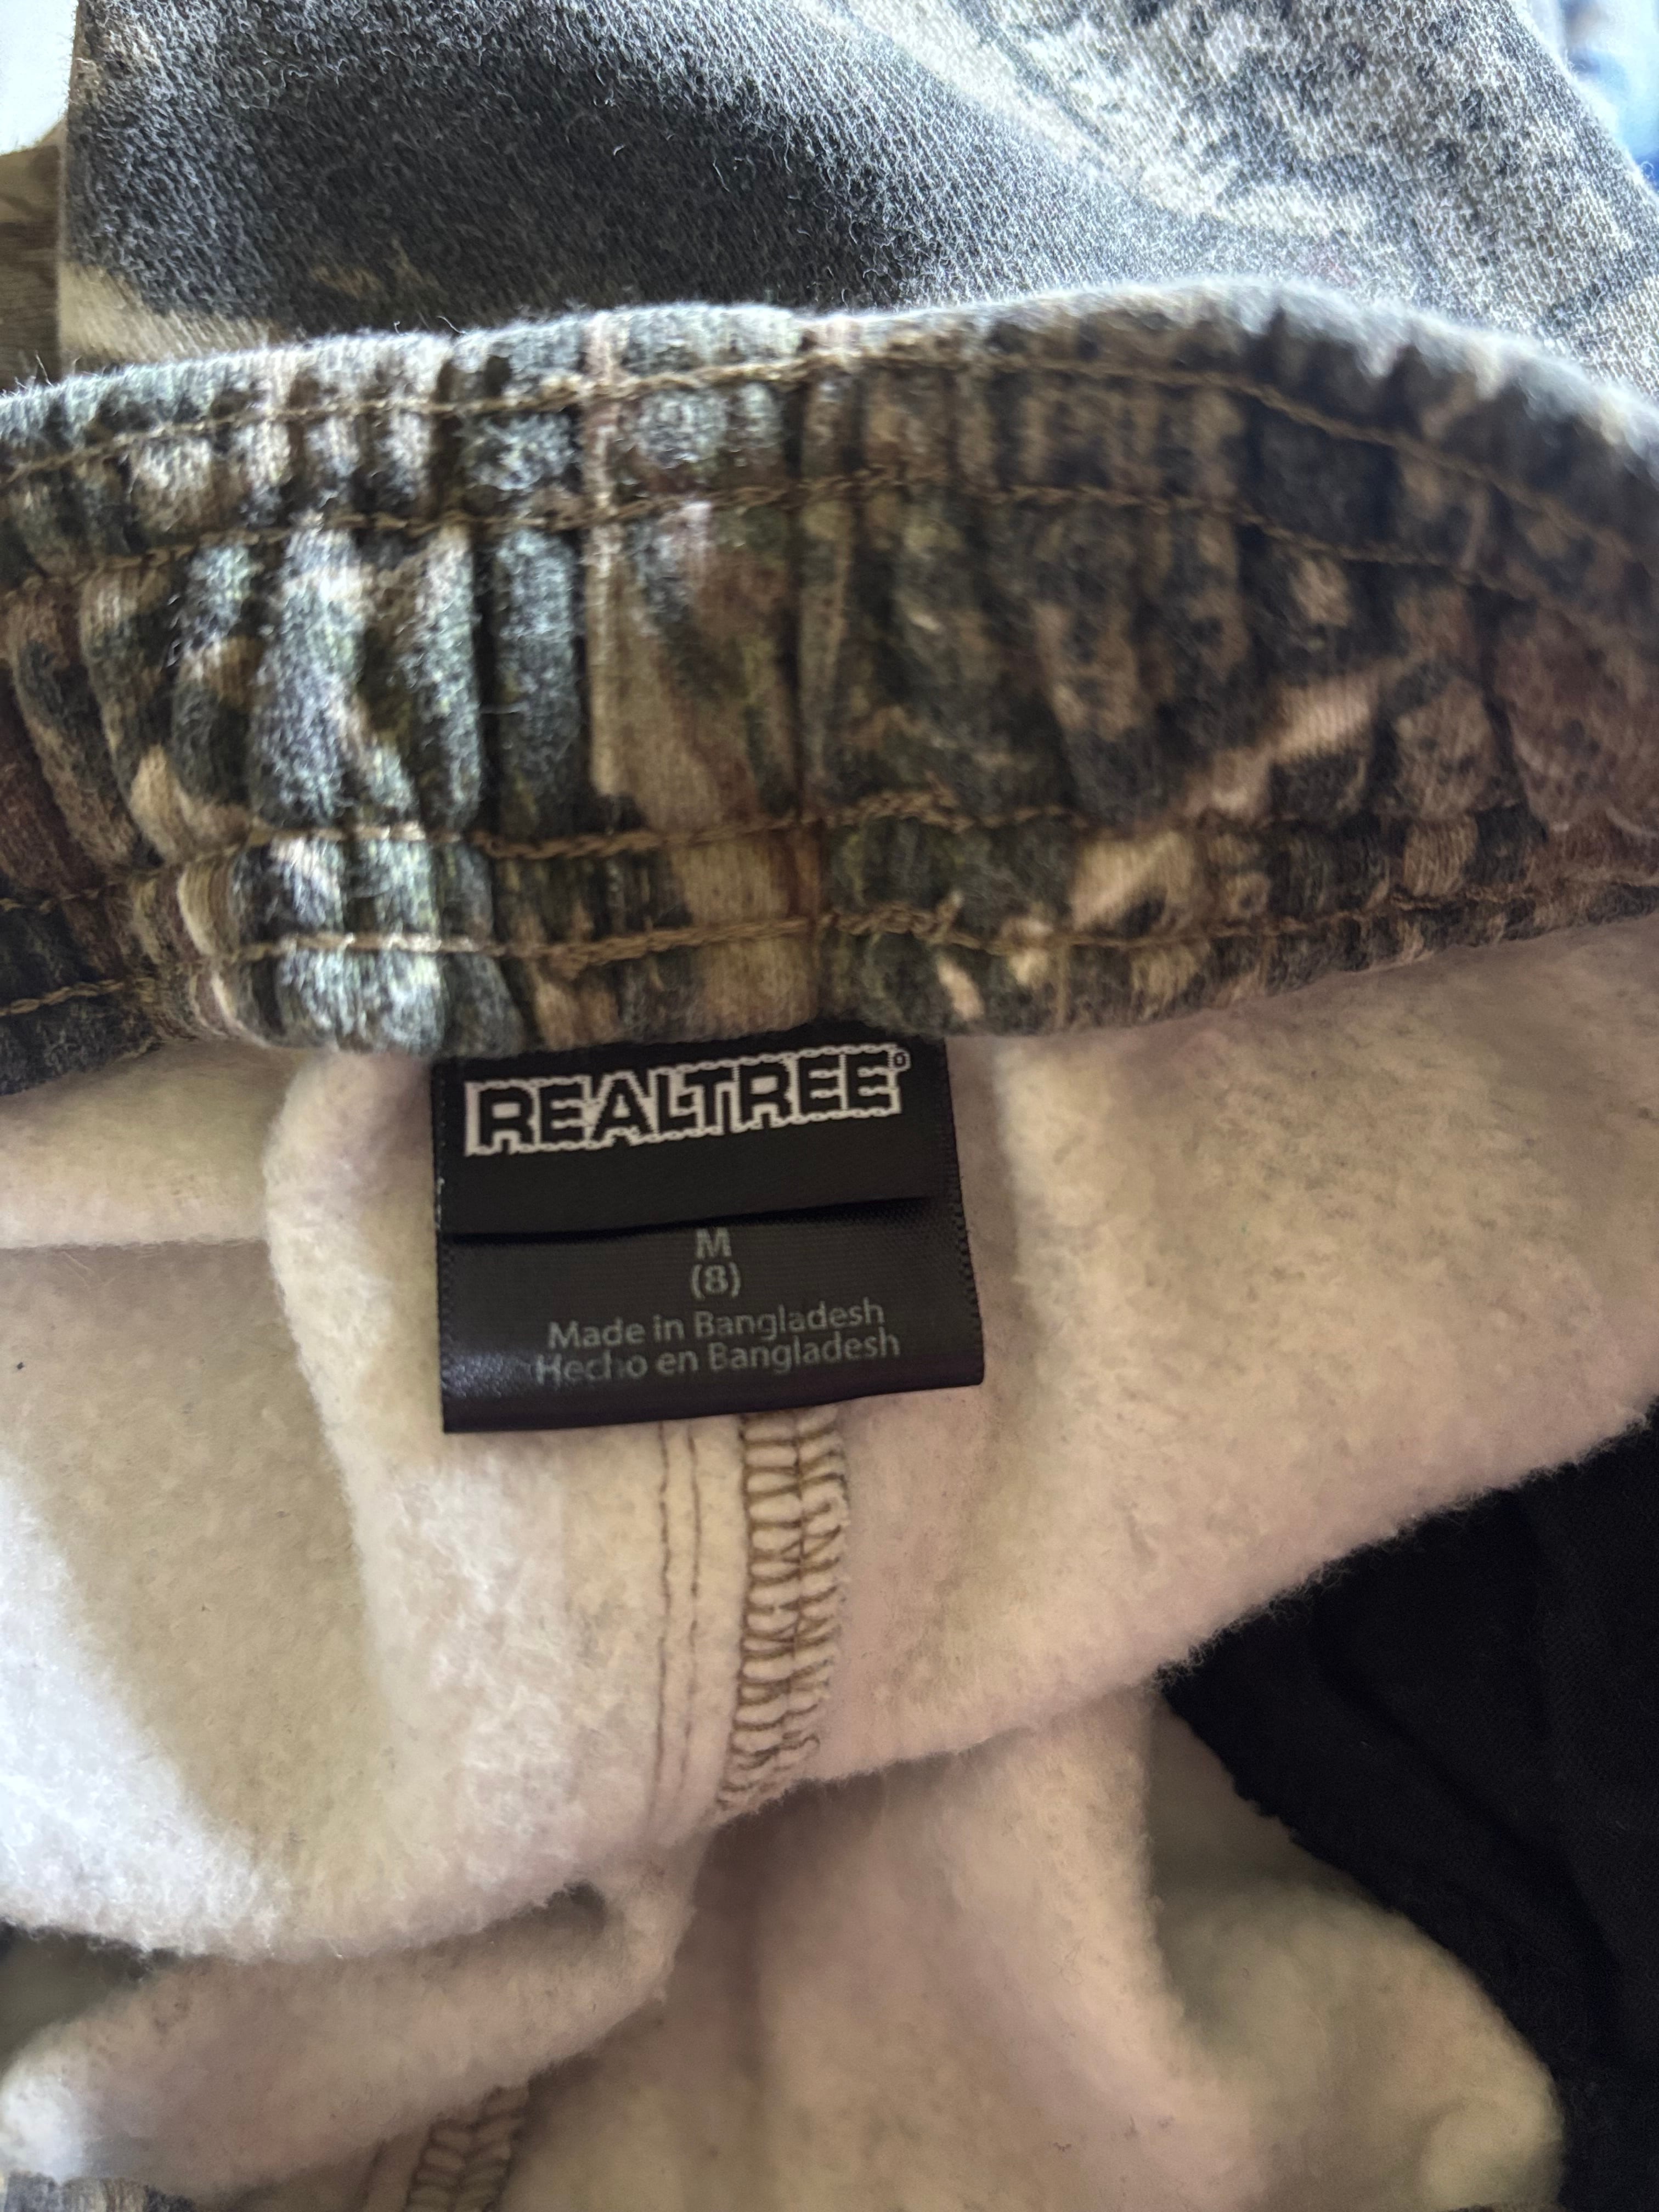 REALTREE®
M
(8)
Made in Bangladesh
Hecho en Bangladesh